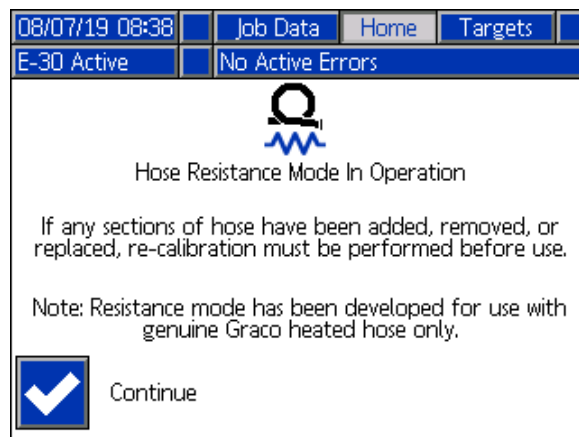 08/07/19 08:38 Job Data Home Targets
E-30 Active No Active Errors
Hose Resistance Mode In Operation
If any sections of hose have been added, removed, or
replaced, re-calibration must be performed before use.
Note: Resistance mode has been developed for use with
genuine Graco heated hose only.
Continue